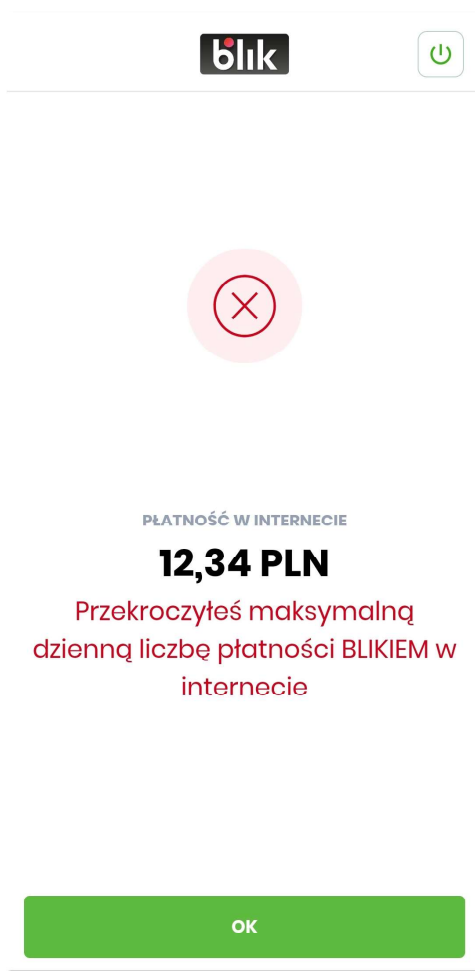 blik
PŁATNOŚĆ W INTERNECIE
12,34 PLN
Przekroczyłeś maksymalną
dzienną liczbę płatności BLIKIEM w
internecie
OK